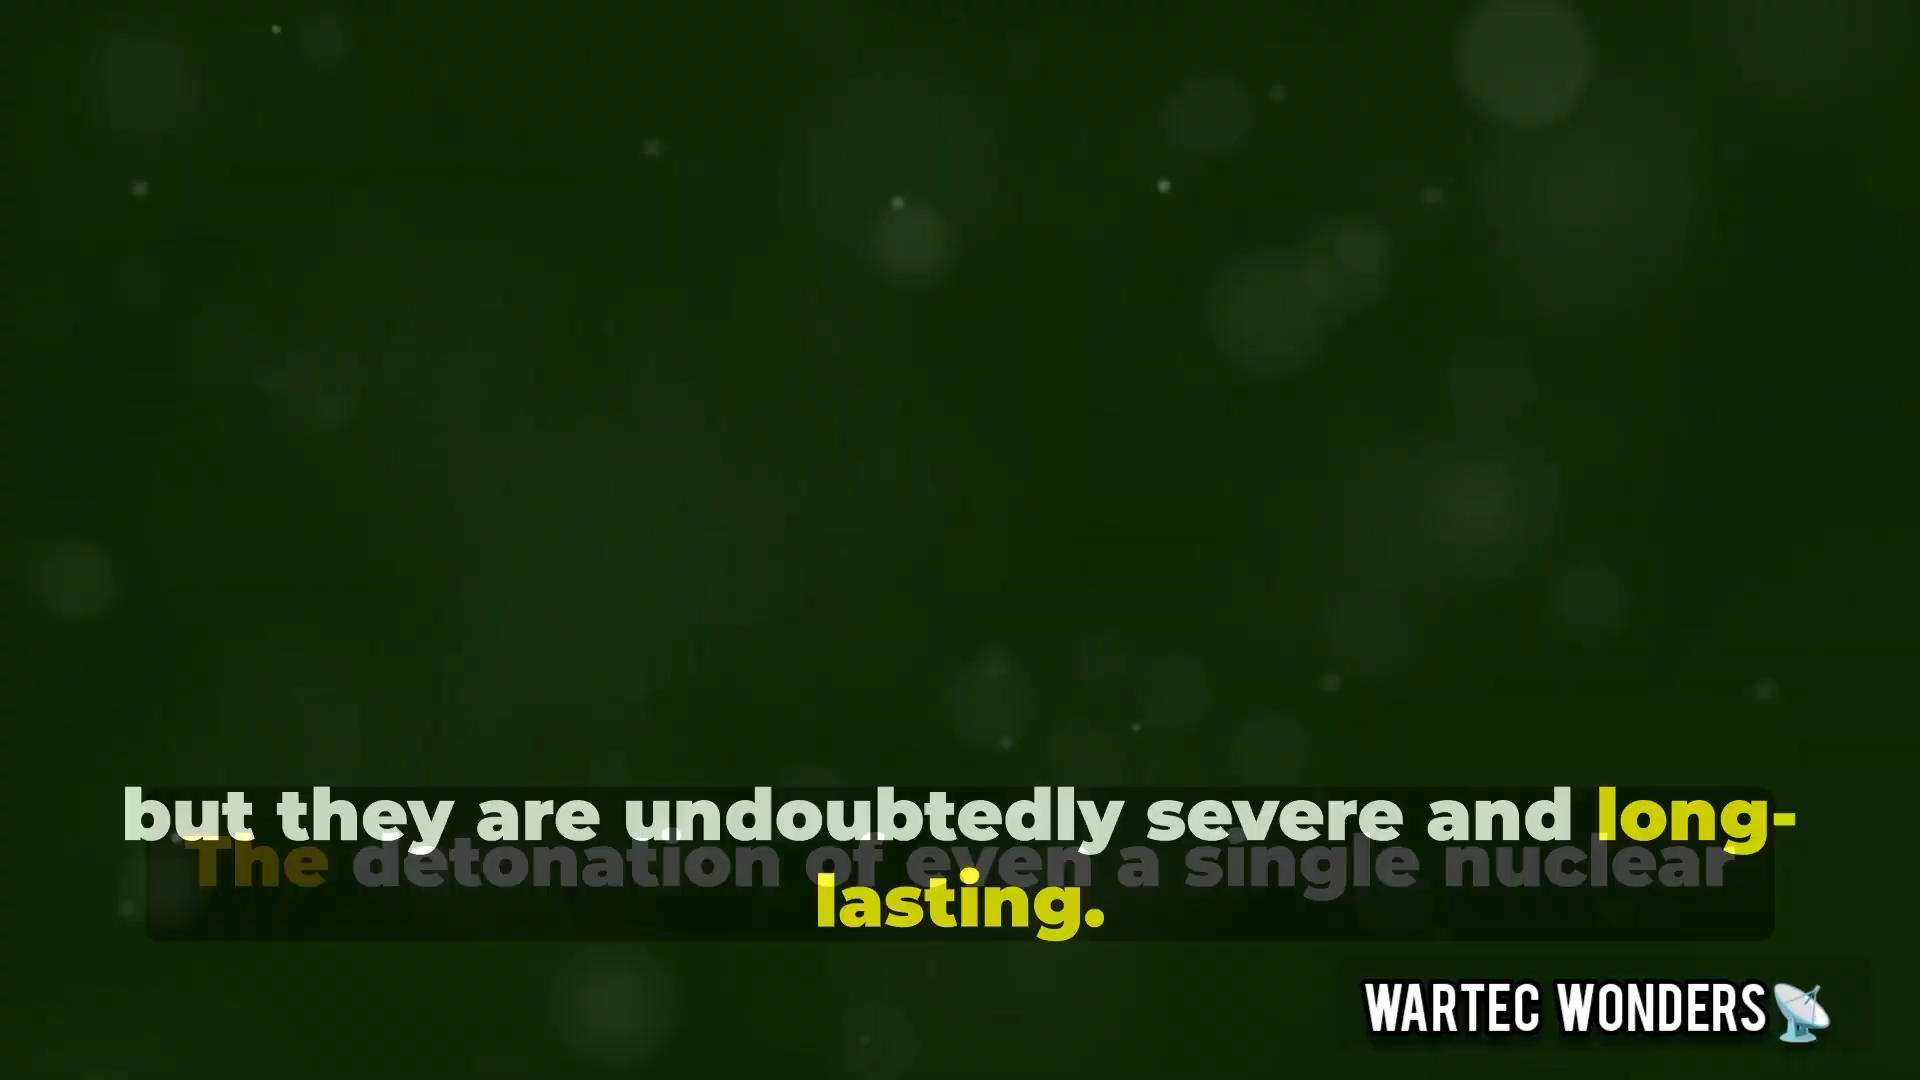 but they are undoubtedly severe and long-
lasting.
The detonation of even a single nuclear
WARTEC WONDERS